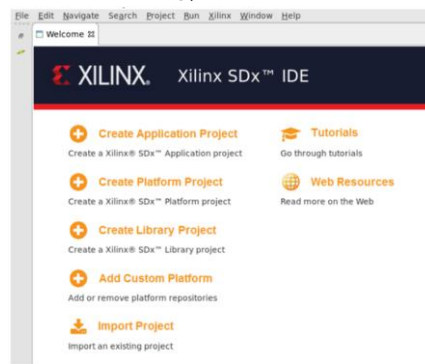 File Edit Navigate Search Project Run Xilinx Window Help
Welcome
XILINX. Xilinx SDx™ IDE
Create Application Project
Create a Xilinx® SDx™ Application project
Create Platform Project
Create a Xilinx® SDx™ Platform project
Create Library Project
Create a Xilinx® SDx™ Library project
Add Custom Platform
Add or remove platform repositories
Import Project
Import an existing project
Tutorials
Go through tutorials
Web Resources
Read more on the Web